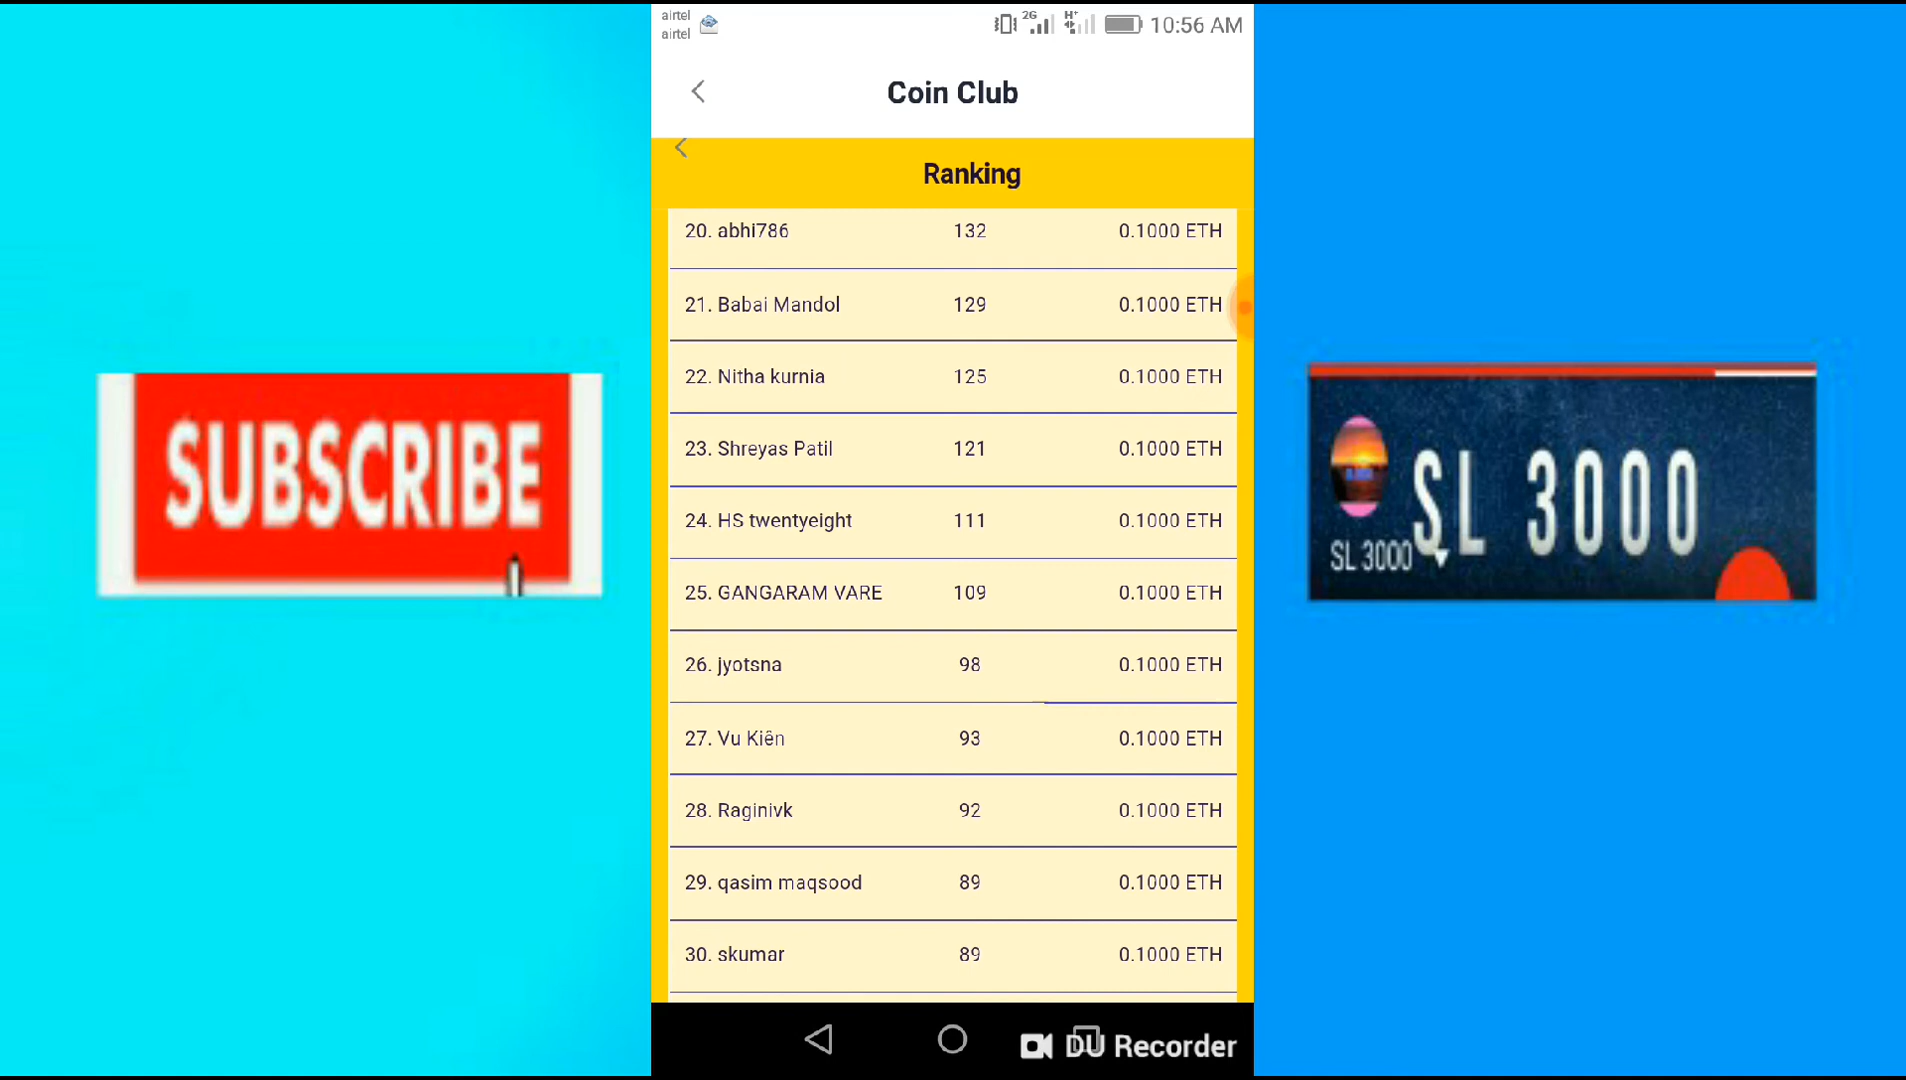 airtel
airtel
2G H+ 10:56 AM
Coin Club
Ranking
20. abhi786 132 0.1000 ETH
21. Babai Mandol 129 0.1000 ETH
22. Nitha kurnia 125 0.1000 ETH
23. Shreyas Patil 121 0.1000 ETH
24. HS twentyeight 111 0.1000 ETH
25. GANGARAM VARE 109 0.1000 ETH
26. jyotsna 98 0.1000 ETH
27. Vu Kiên 93 0.1000 ETH
28. Raginivk 92 0.1000 ETH
29. qasim maqsood 89 0.1000 ETH
30. skumar 89 0.1000 ETH
DU Recorder
SUBSCRIBE
SL 3000
SL 3000